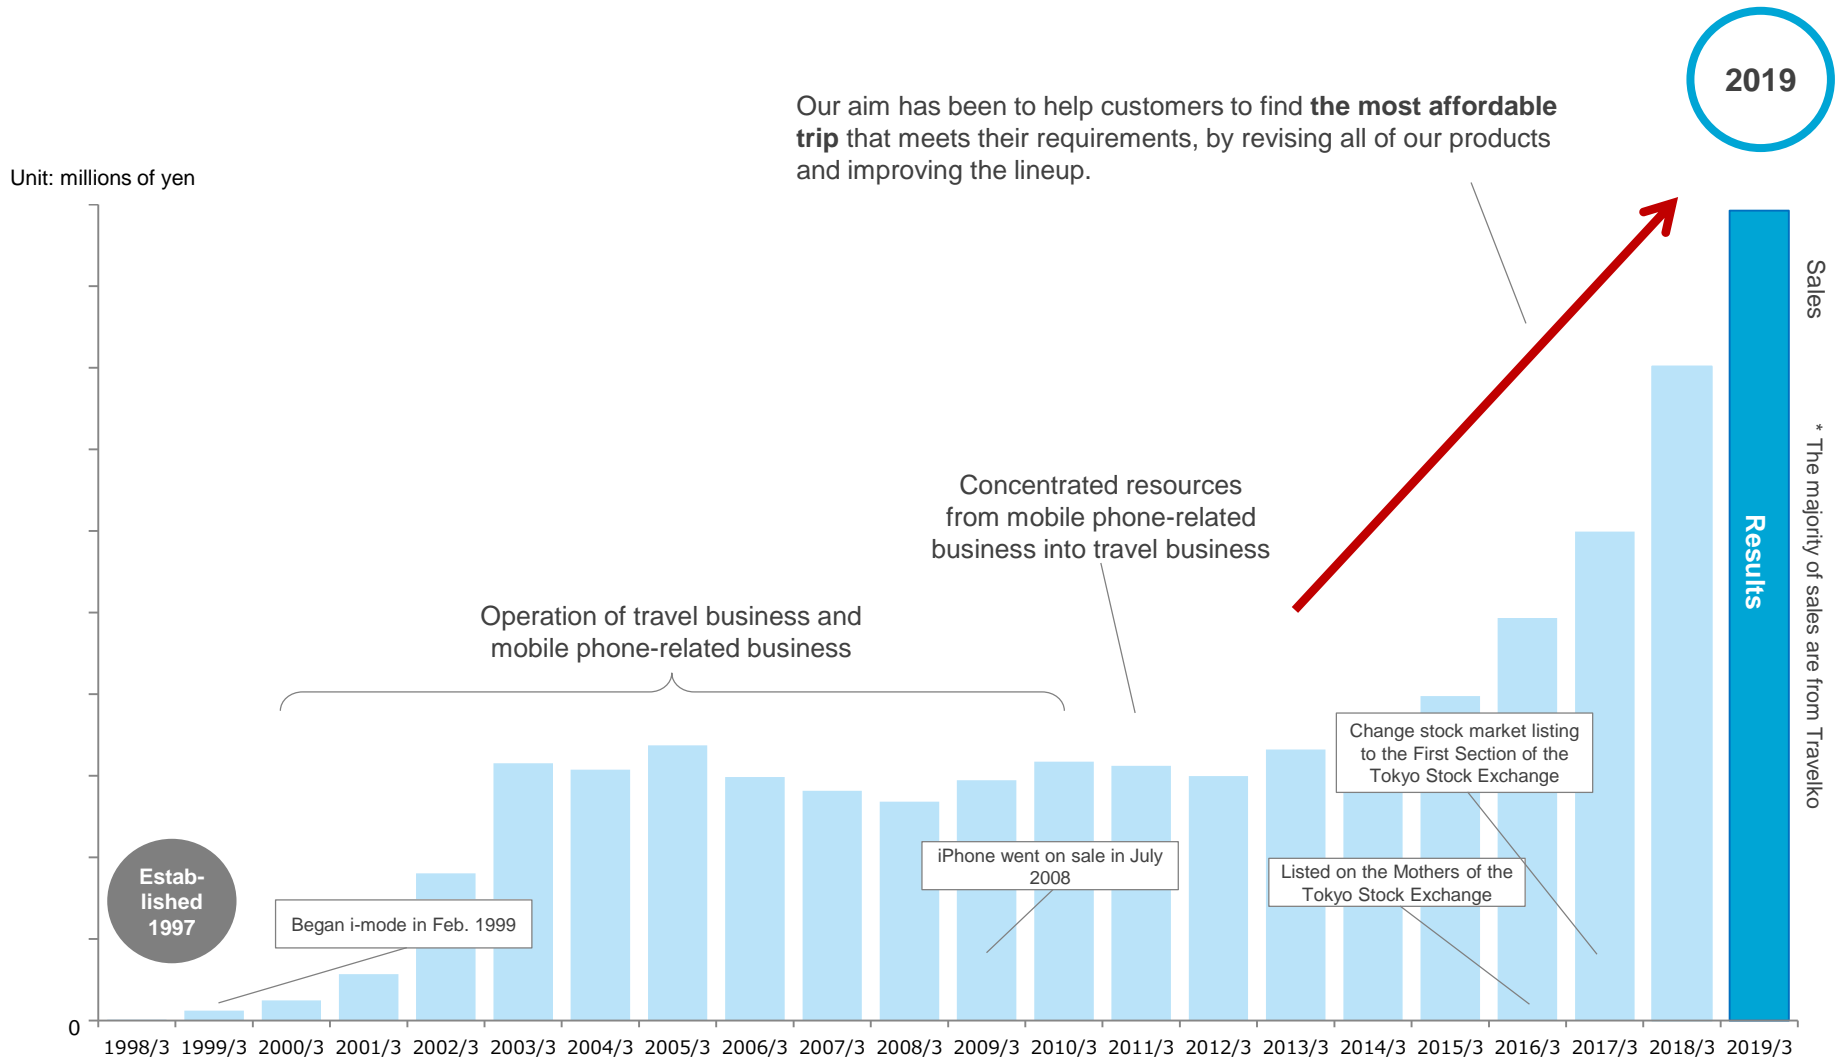 2019
Our aim has been to help customers to find the most affordable
trip that meets their requirements, by revising all of our products
and improving the lineup.
Unit: millions of yen
Sales
* The majority of sales are from Travelko
Concentrated resources
from mobile phone-related
business into travel business
Results
Operation of travel business and
mobile phone-related business
Change stock market listing
to the First Section of the
Tokyo Stock Exchange
iPhone went on sale in July
2008
Listed on the Mothers of the
Tokyo Stock Exchange
Estab-
lished
1997
Began i-mode in Feb. 1999
0
1998/3 1999/3 2000/3 2001/3 2002/3 2003/3 2004/3 2005/3 2006/3 2007/3 2008/3 2009/3 2010/3 2011/3 2012/3 2013/3 2014/3 2015/3 2016/3 2017/3 2018/3 2019/3